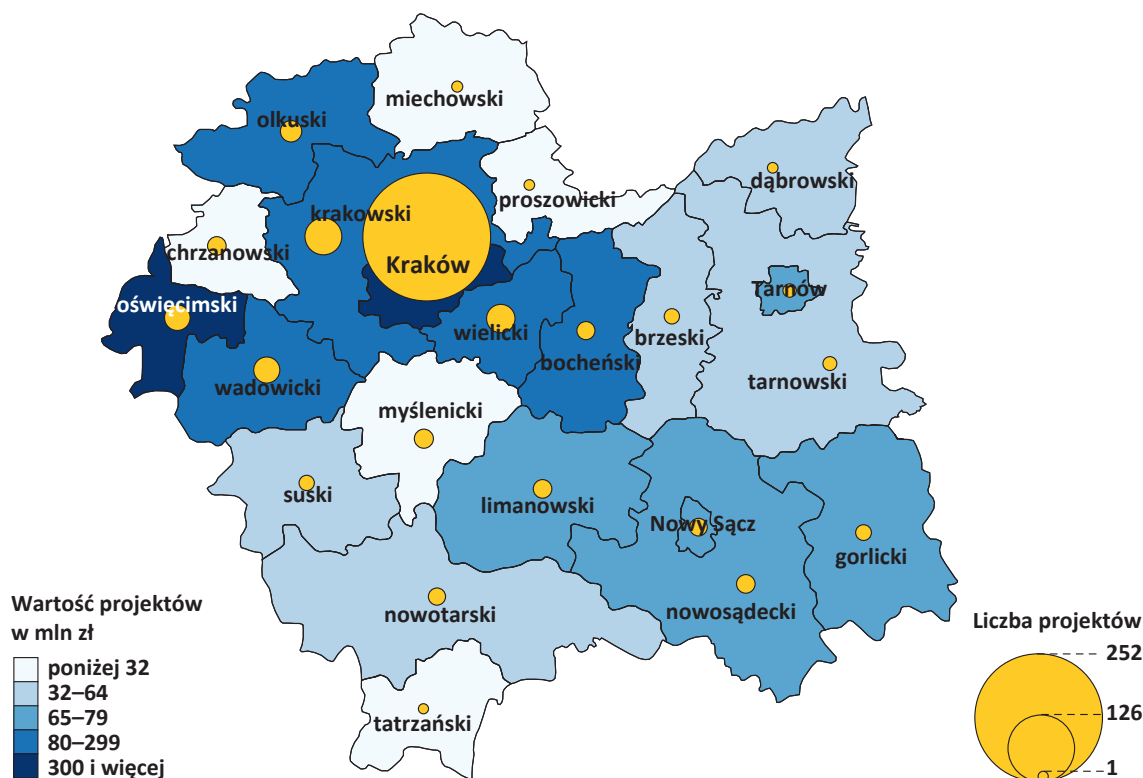 miechowski
olkuski
proszowicki
dąbrowski
krakowski
chrzanowski
Kraków
Tarnów
oświęcimski
wielicki
bocheński
brzeski
tarnowski
wadowicki
myślenicki
suski
limanowski
Nowy Sącz
gorlicki
nowotarski
nowosądecki
tatrzański
Wartość projektów
w mln zł
poniżej 32
32–64
65–79
80–299
300 i więcej
Liczba projektów
252
126
1